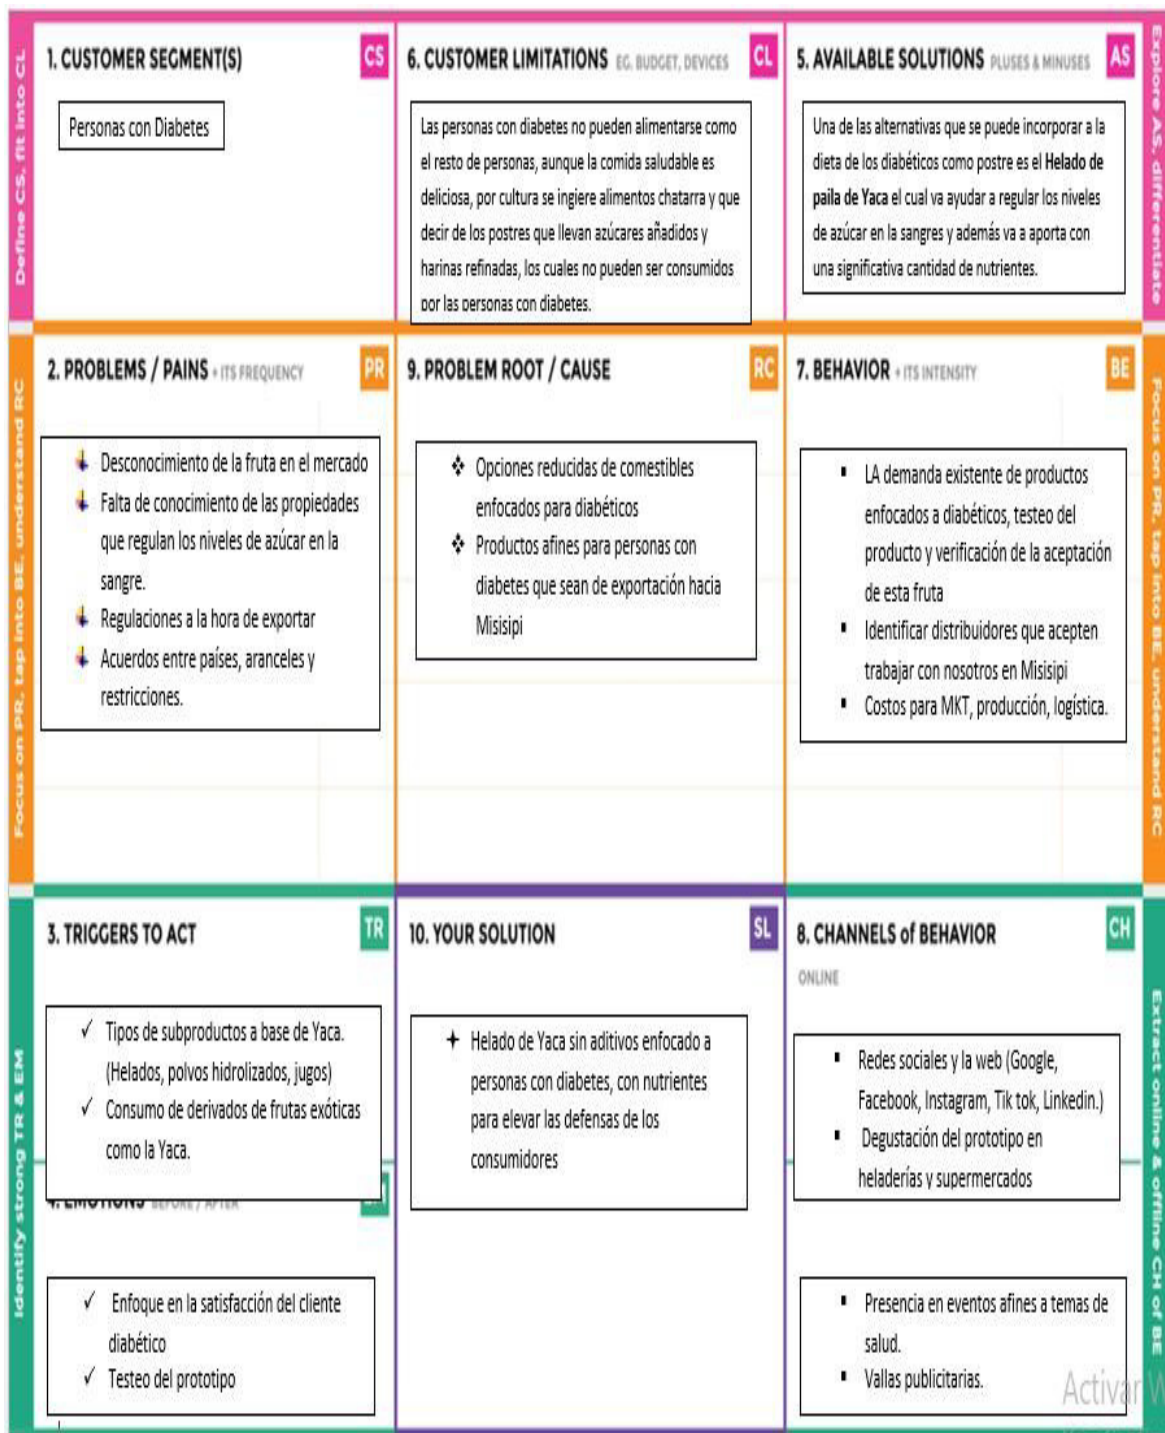 Define CS, fit into CL
1. CUSTOMER SEGMENT(S)
CS
Personas con Diabetes
6. CUSTOMER LIMITATIONS EG. BUDGET, DEVICES
CL
Las personas con diabetes no pueden alimentarse como
el resto de personas, aunque la comida saludable es
deliciosa, por cultura se ingiere alimentos chatarra y que
decir de los postres que llevan azúcares añadidos y
harinas refinadas, los cuales no pueden ser consumidos
por las personas con diabetes.
5. AVAILABLE SOLUTIONS PLUSES & MINUSES
AS
Una de las alternativas que se puede incorporar a la
dieta de los diabéticos como postre es el Helado de
paila de Yaca el cual va ayudar a regular los niveles
de azúcar en la sangres y además va a aporta con
una significativa cantidad de nutrientes.
Explore AS, differentiate
Focus on PR, tap into BE, understand RC
2. PROBLEMS / PAINS + ITS FREQUENCY
PR
Desconocimiento de la fruta en el mercado
Falta de conocimiento de las propiedades
que regulan los niveles de azúcar en la
sangre.
Regulaciones a la hora de exportar
Acuerdos entre países, aranceles y
restricciones.
9. PROBLEM ROOT / CAUSE
RC
❖ Opciones reducidas de comestibles
enfocados para diabéticos
❖ Productos afines para personas con
diabetes que sean de exportación hacia
Misisipi
7. BEHAVIOR + ITS INTENSITY
BE
▪ LA demanda existente de productos
enfocados a diabéticos, testeo del
producto y verificación de la aceptación
de esta fruta
▪ Identificar distribuidores que acepten
trabajar con nosotros en Misisipi
▪ Costos para MKT, producción, logística.
Focus on PR, tap into BE, understand RC
Identify strong TR & EM
3. TRIGGERS TO ACT
TR
✓ Tipos de subproductos a base de Yaca.
(Helados, polvos hidrolizados, jugos)
✓ Consumo de derivados de frutas exóticas
como la Yaca.
4. EMOTIONS BEFORE / AFTER
EM
✓ Enfoque en la satisfacción del cliente
diabético
✓ Testeo del prototipo
10. YOUR SOLUTION
SL
Helado de Yaca sin aditivos enfocado a
personas con diabetes, con nutrientes
para elevar las defensas de los
consumidores
8. CHANNELS of BEHAVIOR
CH
ONLINE
▪ Redes sociales y la web (Google,
Facebook, Instagram, Tik tok, Linkedin.)
▪ Degustación del prototipo en
heladerías y supermercados
▪ Presencia en eventos afines a temas de
salud.
▪ Vallas publicitarias.
Extract online & offline CH of BE
Activar W